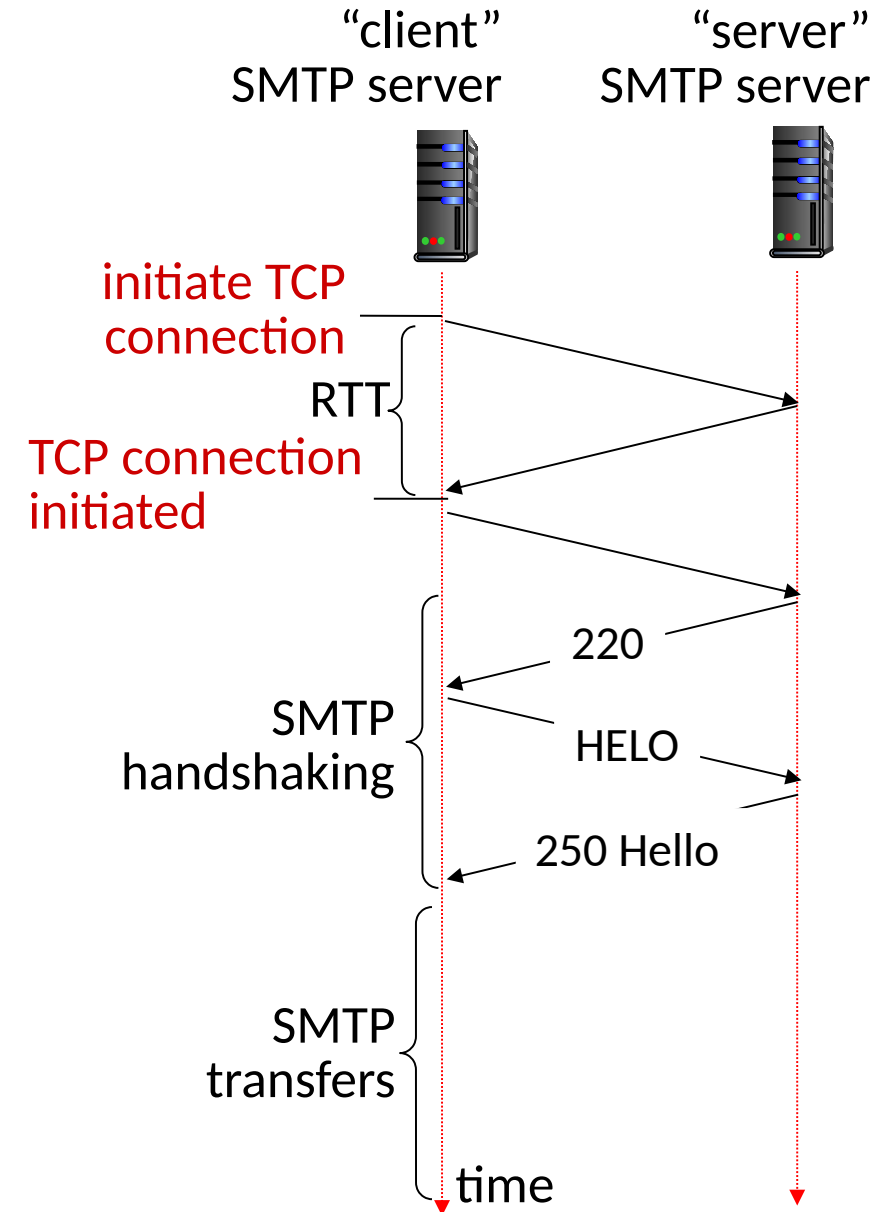 “client”
SMTP server
“server”
SMTP server
initiate TCP
connection
RTT
TCP connection
initiated
220
SMTP
handshaking
HELO
250 Hello
SMTP
transfers
time